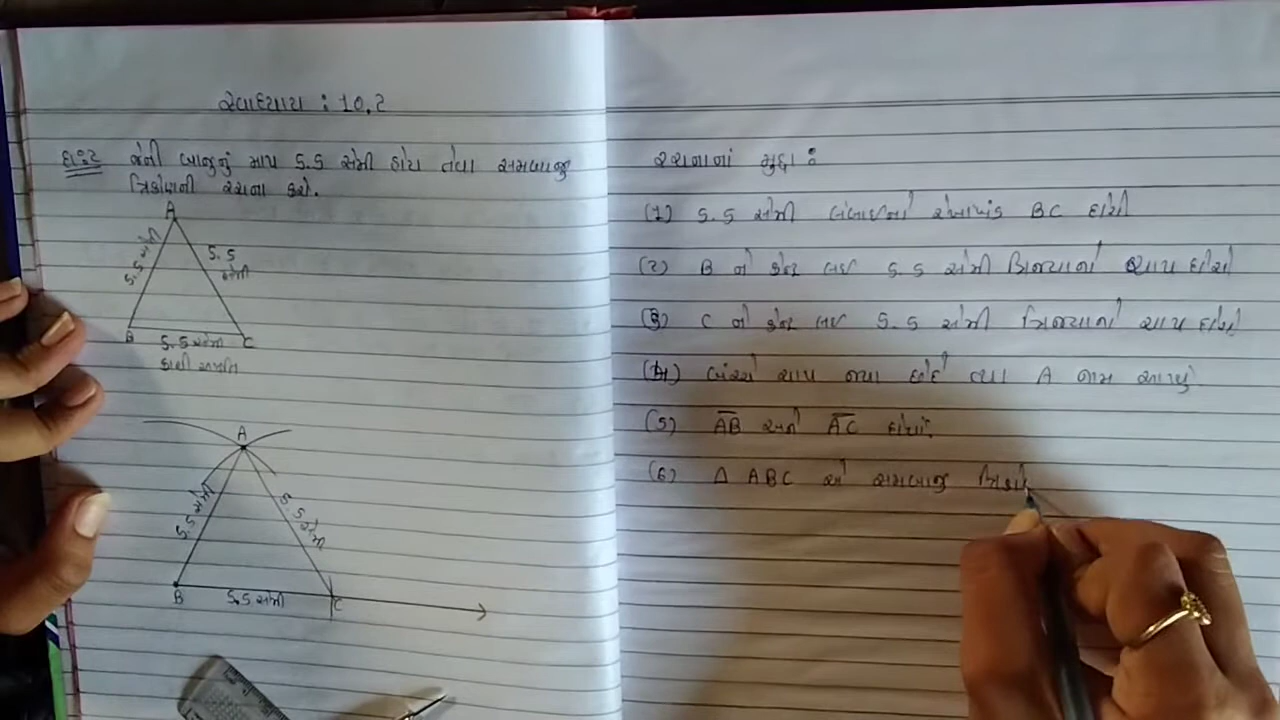 સ્વાધ્યાય : 10.2
દા:2 જેની બાજુનું માપ 5.5 સેમી હોય તેવા સમબાજુ
ત્રિકોણની રચના કરો.
A
5.5 સેમી
5.5
સેમી
B
5.5 સેમી
C
કાચી આકૃતિ
A
5.5 સેમી
5.5 સેમી
B
5.5 સેમી
C
રચનાનાં મુદ્દા :
(1) 5.5 સેમી લંબાઈનો રેખાખંડ BC દોર્યો
(2) B ને કેન્દ્ર લઈ 5.5 સેમી ત્રિજ્યાનો ચાપ દોર્યો
(3) C ને કેન્દ્ર લઈ 5.5 સેમી ત્રિજ્યાનો ચાપ દોર્યો
(4) બંન્ને ચાપ જ્યા છેદે ત્યા A નામ આપ્યું
(5) AB અને AC દોર્યા.
(6) Δ ABC એ સમબાજુ ત્રિકો